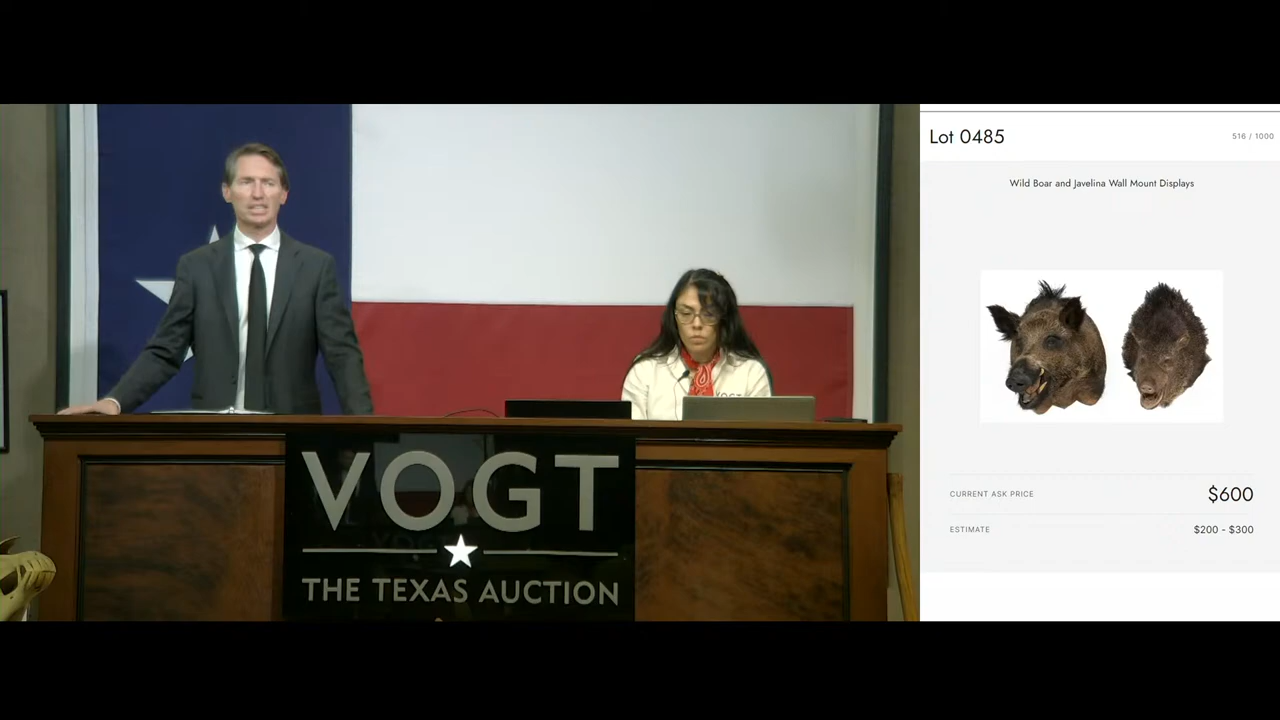 VOGT
VOGT
THE TEXAS AUCTION
Lot 0485
516 / 1000
Wild Boar and Javelina Wall Mount Displays
CURRENT ASK PRICE
$600
ESTIMATE
$200 - $300